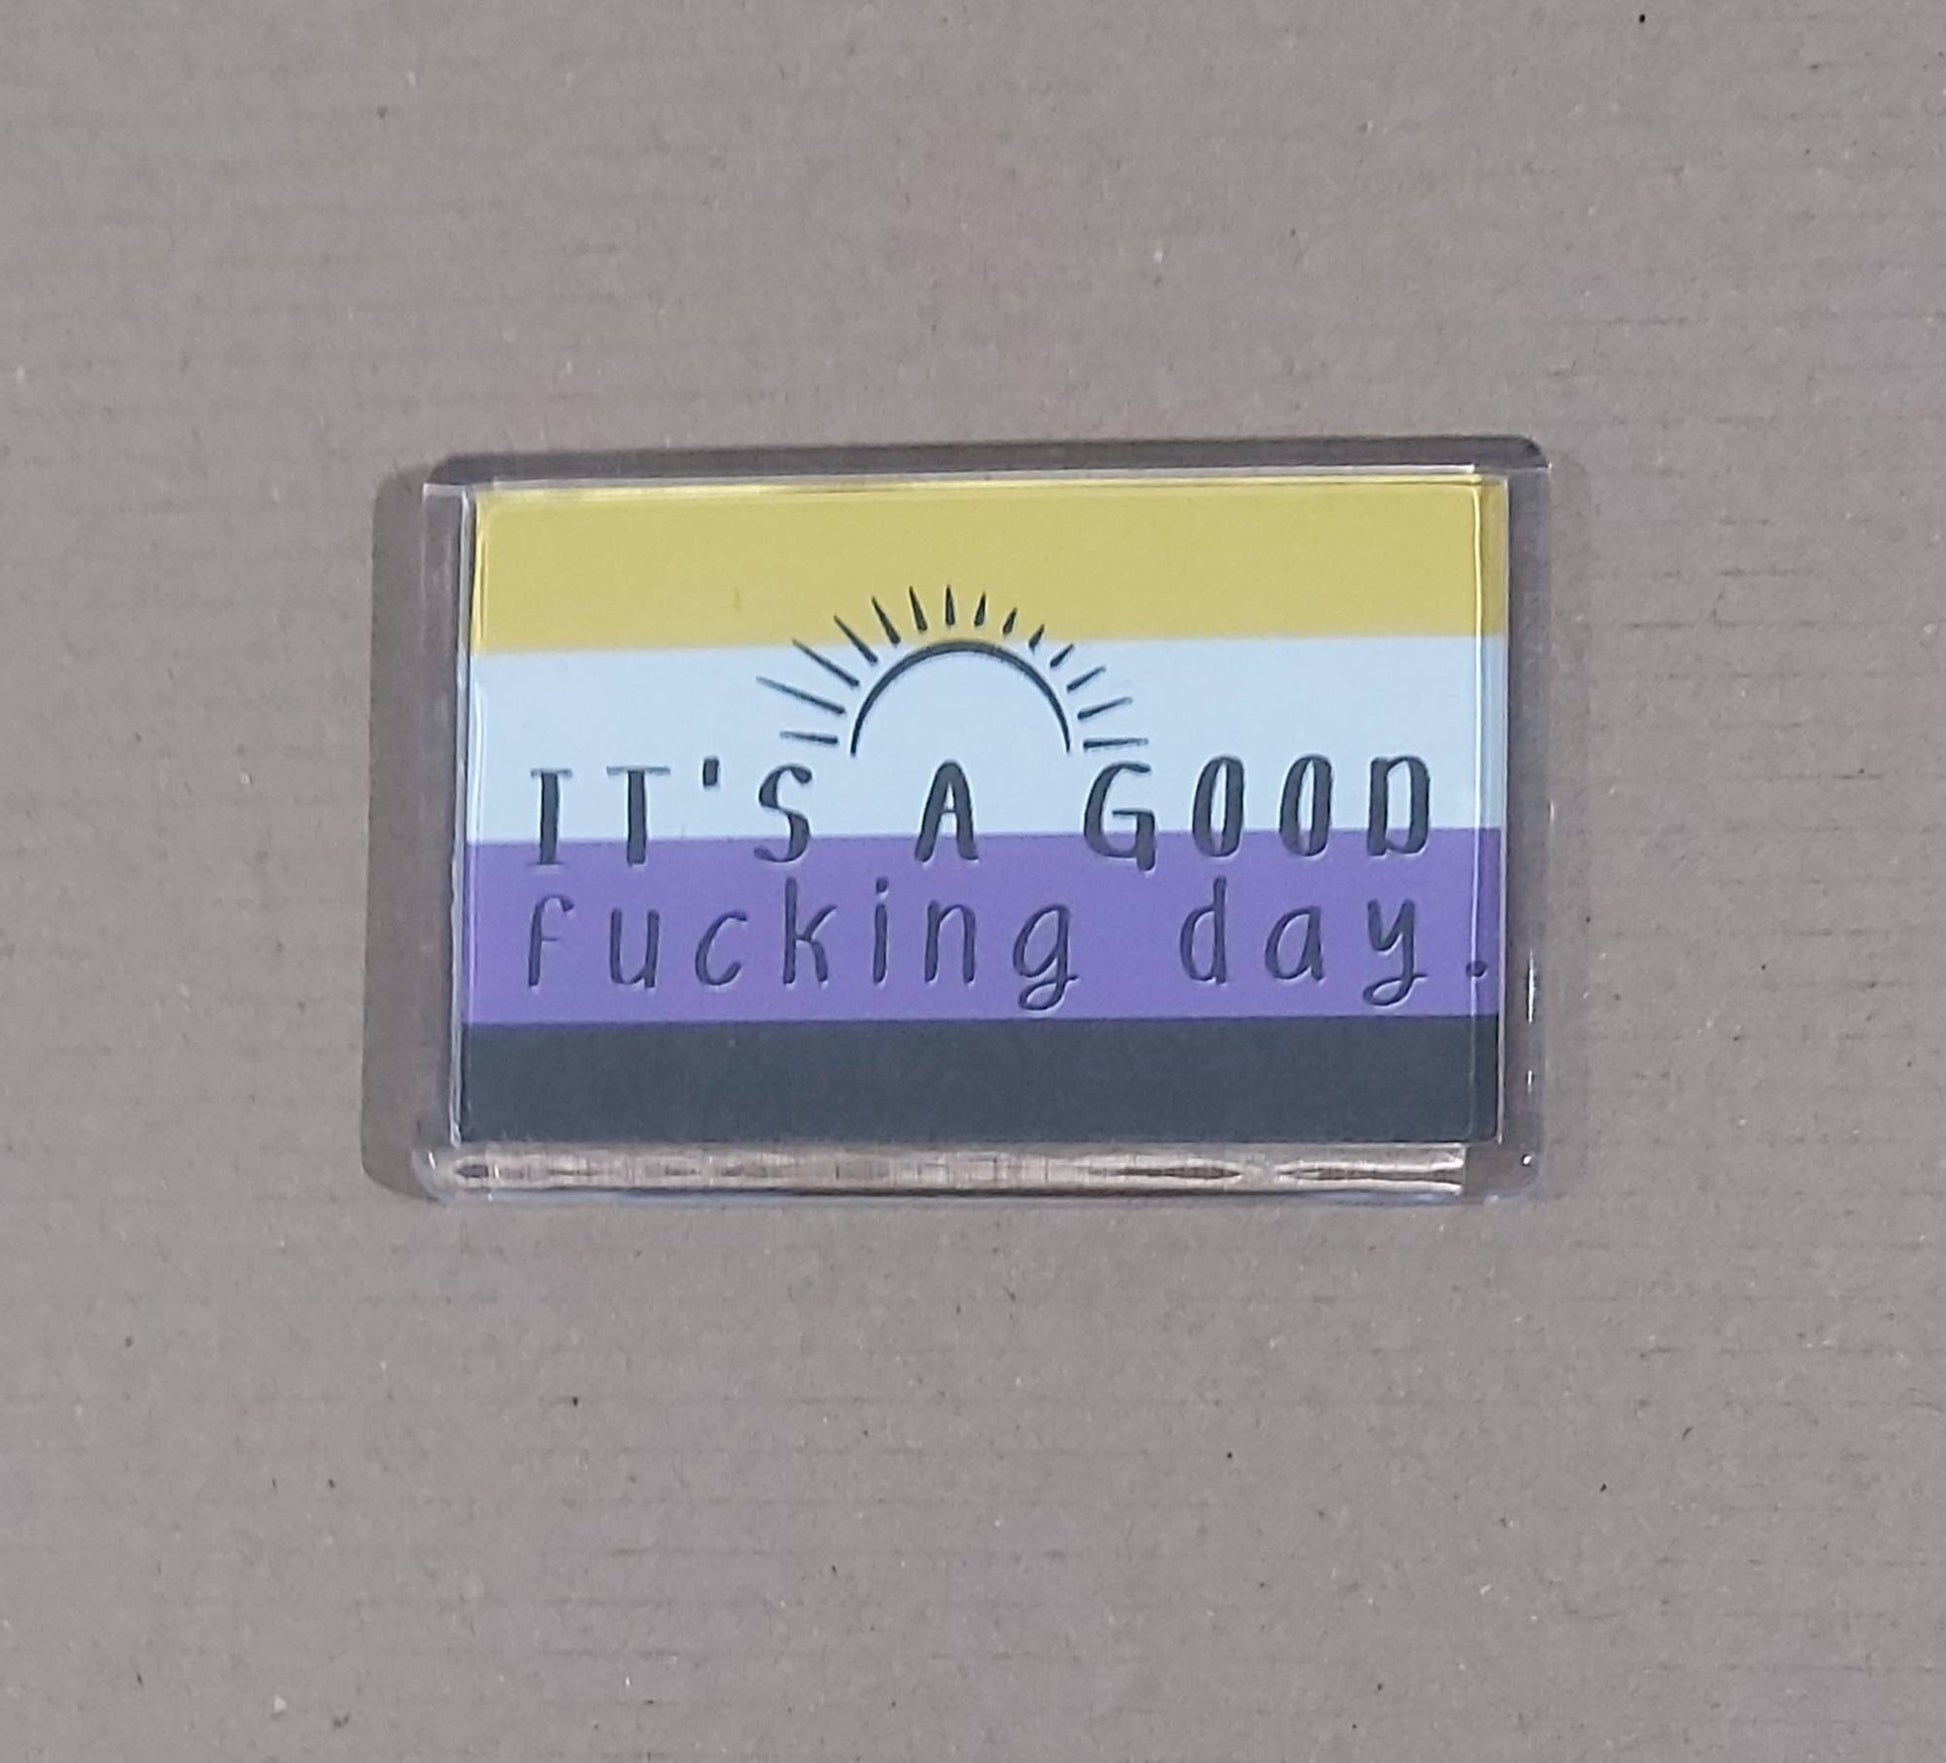 IT'S A GOOD
fucking day.